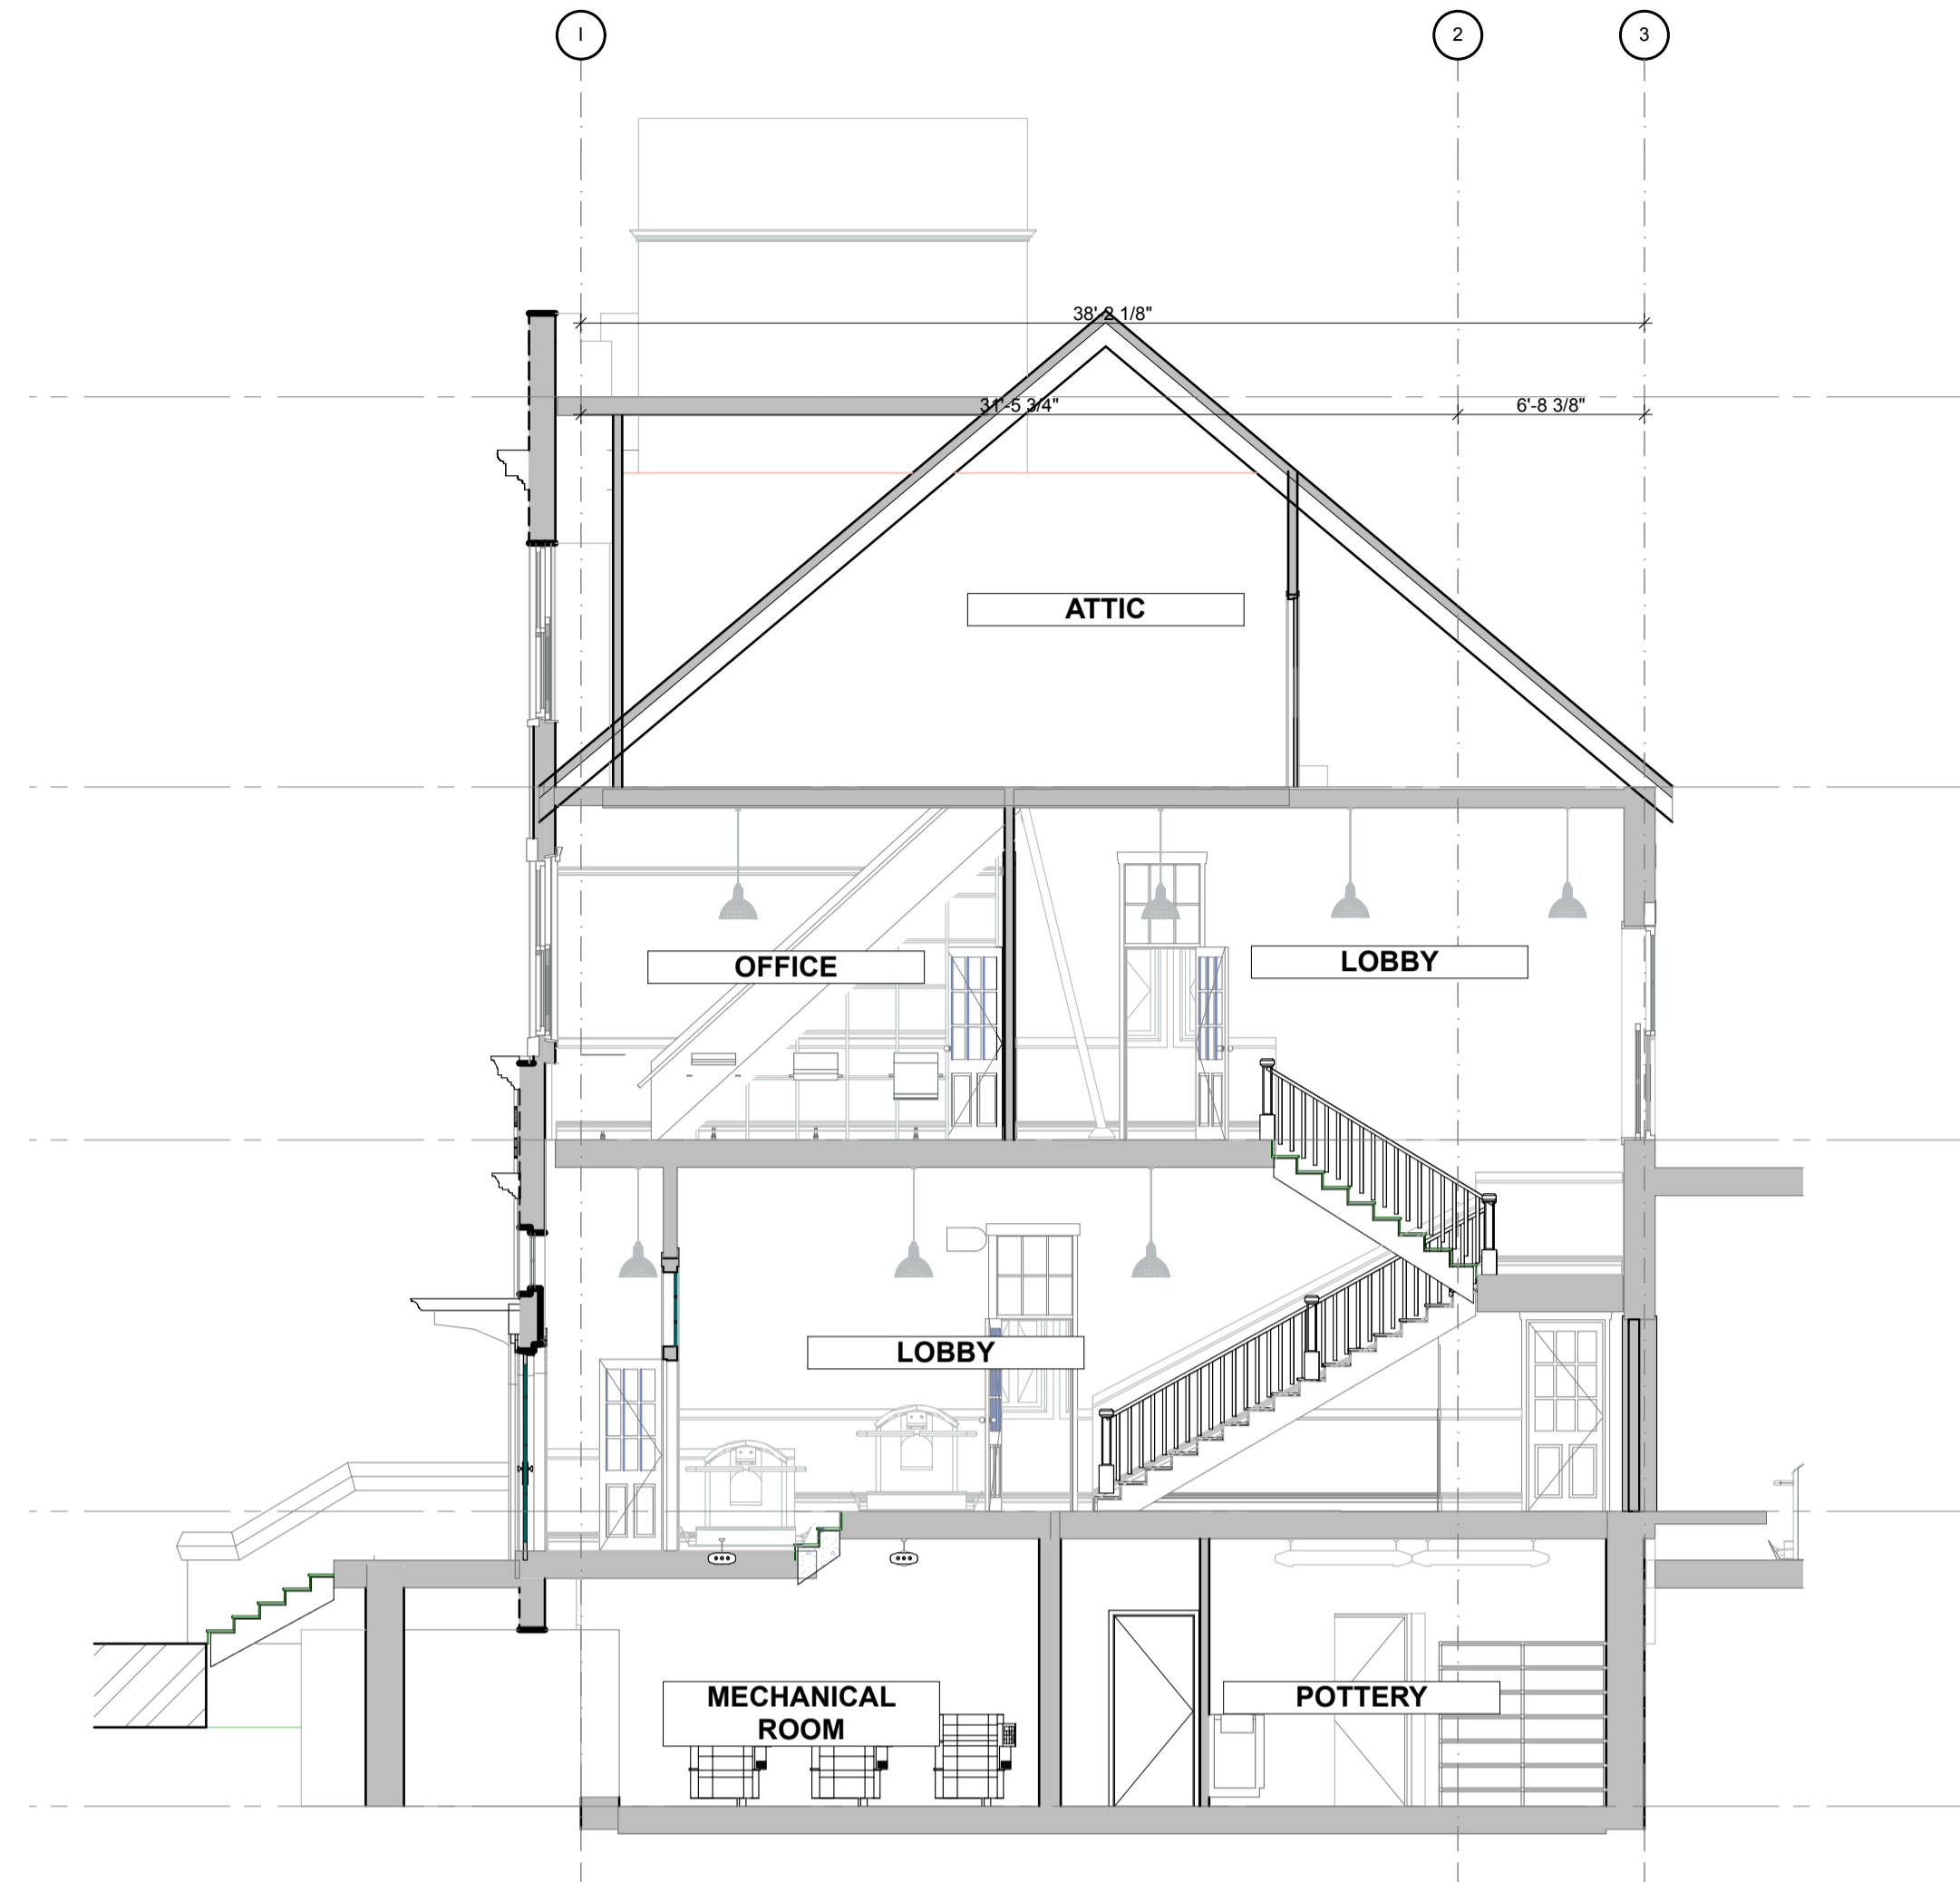 I 2 3
38'-2 1/8"
31'-5 3/4" 6'-8 3/8"
ATTIC
OFFICE LOBBY
LOBBY
MECHANICAL
ROOM
POTTERY